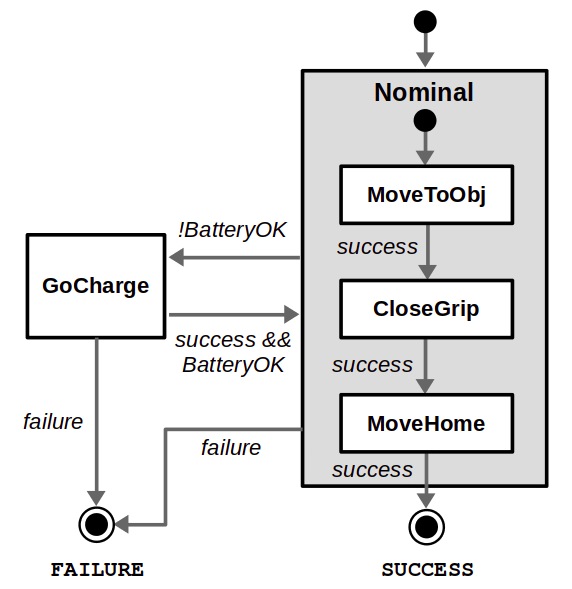 Nominal
MoveToObj
!BatteryOK
success
GoCharge
CloseGrip
success &&
BatteryOK
success
MoveHome
failure
failure
success
FAILURE
SUCCESS